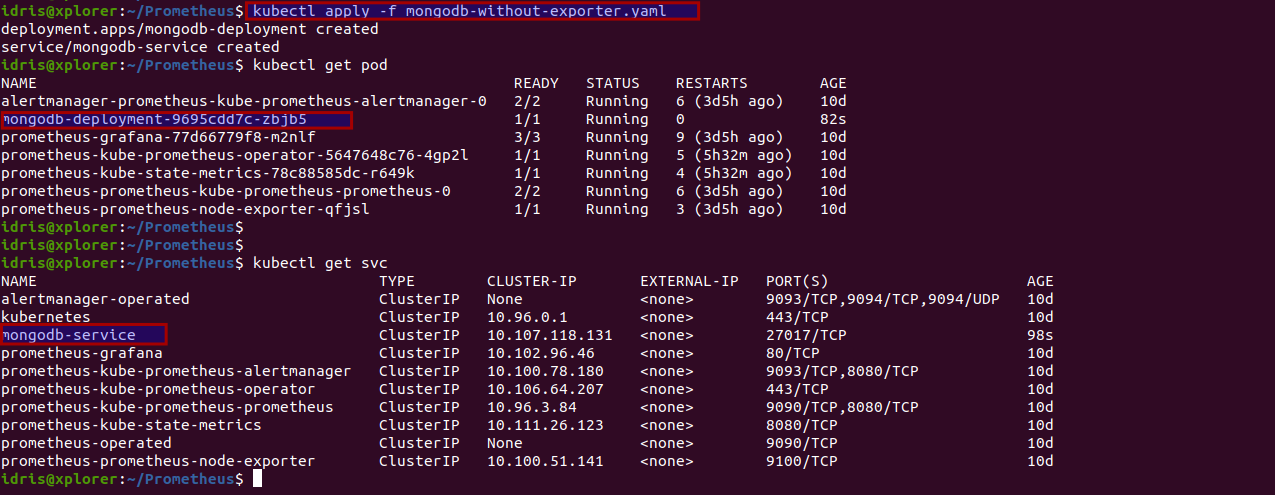 idris@xplorer:~/Prometheus$ kubectl apply -f mongodb-without-exporter.yaml
deployment.apps/mongodb-deployment created
service/mongodb-service created
idris@xplorer:~/Prometheus$ kubectl get pod
NAME READY STATUS RESTARTS AGE
alertmanager-prometheus-kube-prometheus-alertmanager-0 2/2 Running 6 (3d5h ago) 10d
mongodb-deployment-9695cdd7c-zbjb5 1/1 Running 0 82s
prometheus-grafana-77d66779f8-m2nlf 3/3 Running 9 (3d5h ago) 10d
prometheus-kube-prometheus-operator-5647648c76-4gp2l 1/1 Running 5 (5h32m ago) 10d
prometheus-kube-state-metrics-78c88585dc-r649k 1/1 Running 4 (5h32m ago) 10d
prometheus-prometheus-kube-prometheus-prometheus-0 2/2 Running 6 (3d5h ago) 10d
prometheus-prometheus-node-exporter-qfjsl 1/1 Running 3 (3d5h ago) 10d
idris@xplorer:~/Prometheus$
idris@xplorer:~/Prometheus$
idris@xplorer:~/Prometheus$ kubectl get svc
NAME TYPE CLUSTER-IP EXTERNAL-IP PORT(S) AGE
alertmanager-operated ClusterIP None <none> 9093/TCP,9094/TCP,9094/UDP 10d
kubernetes ClusterIP 10.96.0.1 <none> 443/TCP 10d
mongodb-service ClusterIP 10.107.118.131 <none> 27017/TCP 98s
prometheus-grafana ClusterIP 10.102.96.46 <none> 80/TCP 10d
prometheus-kube-prometheus-alertmanager ClusterIP 10.100.78.180 <none> 9093/TCP,8080/TCP 10d
prometheus-kube-prometheus-operator ClusterIP 10.106.64.207 <none> 443/TCP 10d
prometheus-kube-prometheus-prometheus ClusterIP 10.96.3.84 <none> 9090/TCP,8080/TCP 10d
prometheus-kube-state-metrics ClusterIP 10.111.26.123 <none> 8080/TCP 10d
prometheus-operated ClusterIP None <none> 9090/TCP 10d
prometheus-prometheus-node-exporter ClusterIP 10.100.51.141 <none> 9100/TCP 10d
idris@xplorer:~/Prometheus$